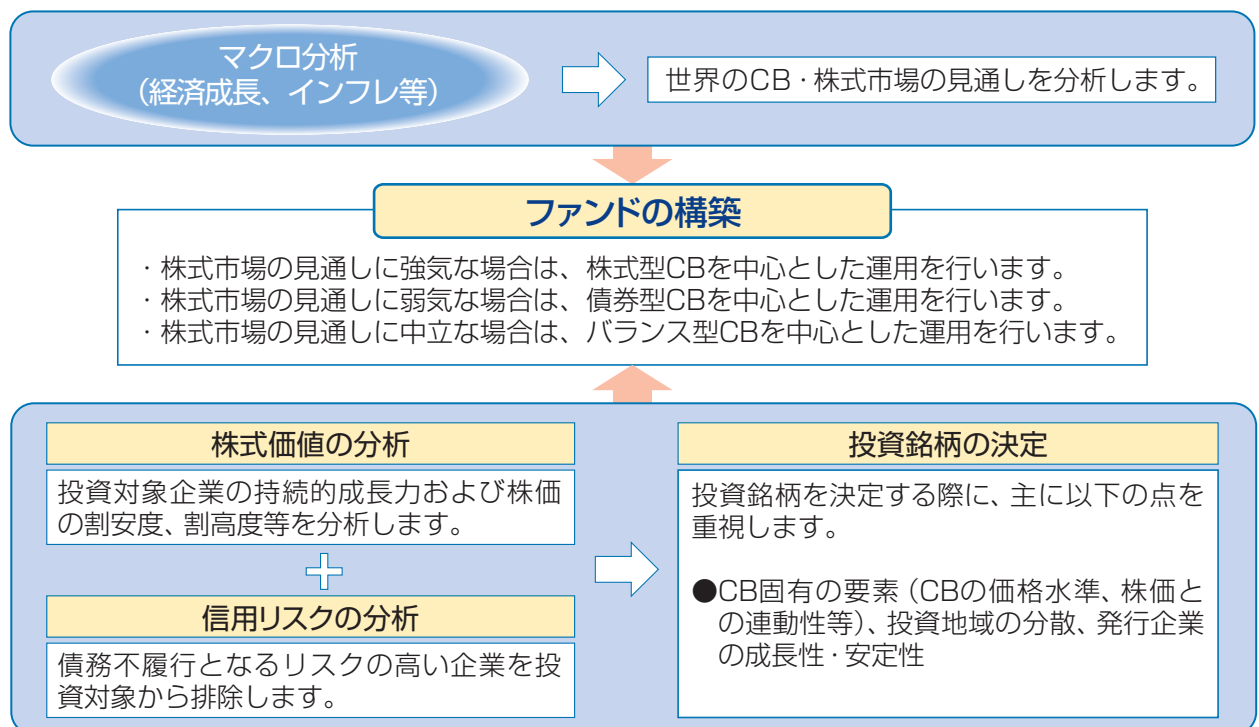 マクロ分析
（経済成長、インフレ等）
世界のCB・株式市場の見通しを分析します。
ファンドの構築
・株式市場の見通しに強気な場合は、株式型CBを中心とした運用を行います。
・株式市場の見通しに弱気な場合は、債券型CBを中心とした運用を行います。
・株式市場の見通しに中立な場合は、バランス型CBを中心とした運用を行います。
株式価値の分析
投資対象企業の持続的成長力および株価
の割安度、割高度等を分析します。
信用リスクの分析
債務不履行となるリスクの高い企業を投
資対象から排除します。
投資銘柄の決定
投資銘柄を決定する際に、主に以下の点を
重視します。
●CB固有の要素（CBの価格水準、株価と
の連動性等）、投資地域の分散、発行企業
の成長性・安定性